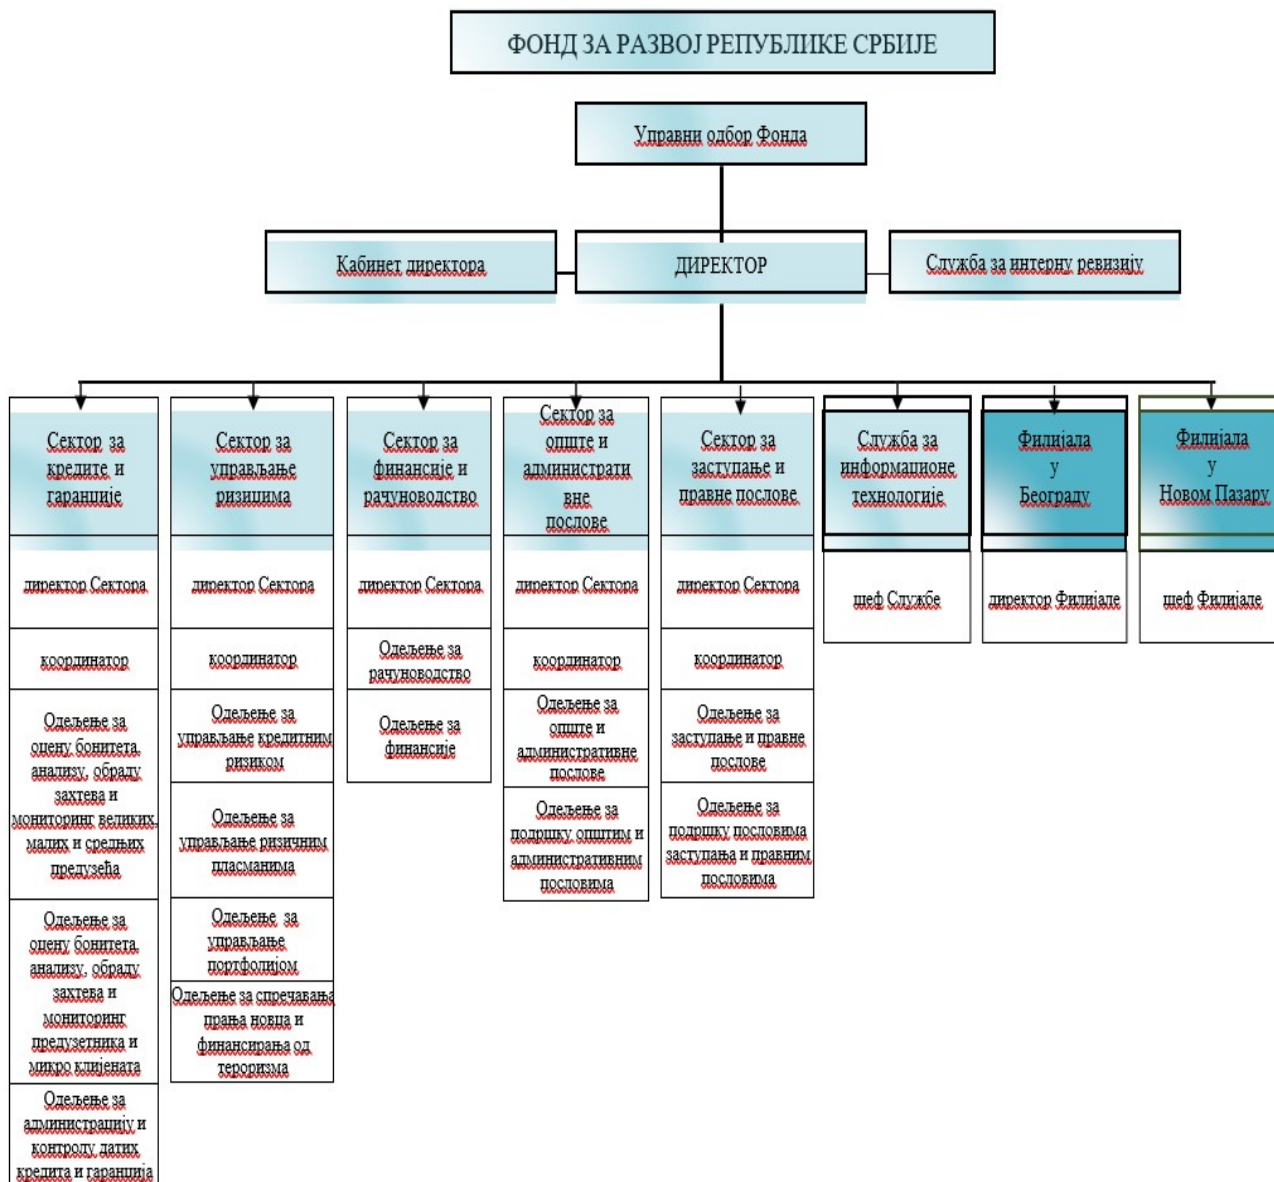 ФОНД ЗА РАЗВОЈ РЕПУБЛИКЕ СРБИЈЕ
Управни одбор Фонда
Кабинет директора
ДИРЕКТОР
Служба за интерну ревизију
Сектор за
кредите и
гаранције
директор Сектора
координатор
Одељење за
оцену бонитета,
анализу, обраду
захтева и
мониторинг великих,
малих и средњих
предузећа
Одељење за
оцену бонитета,
анализу, обраду
захтева и
мониторинг
предузетника и
микро клијената
Одељење за
администрацију и
контролу датих
кредита и гаранција
Сектор за
управљање
ризицима
директор Сектора
координатор
Одељење за
управљање кредитним
ризиком
Одељење за
управљање ризичним
пласманима
Одељење за
управљање
портфолијом
Одељење за спречавања
прања новца и
финансирања од
тероризма
Сектор за
финансије и
рачуноводство
директор Сектора
Одељење за
рачуноводство
Одељење за
финансије
Сектор за
опште и
администрати
вне
послове
директор Сектора
координатор
Одељење за
опште и
административне
послове
Одељење за
подршку општим и
административним
пословима
Сектор за
заступање и
правне послове
директор Сектора
координатор
Одељење за
заступање и правне
послове
Одељење за
подршку пословима
заступања и правним
пословима
Служба за
информационе
технологије
шеф Службе
Филијала
у
Београду
директор Филијале
Филијала
у
Новом Пазару
шеф Филијале